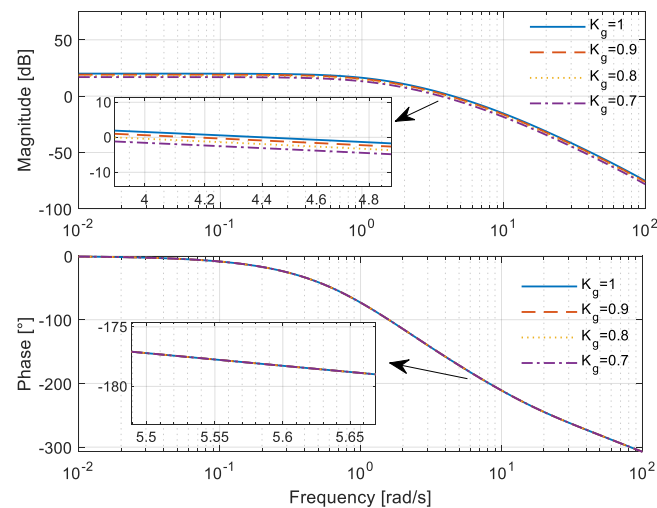 50
0
-50
-100
Magnitude [dB]
K_g=1
K_g=0.9
K_g=0.8
K_g=0.7
10
0
-10
4 4.2 4.4 4.6 4.8
10^-2 10^-1 10^0 10^1 10^2
0
-100
-200
-300
Phase [°]
K_g=1
K_g=0.9
K_g=0.8
K_g=0.7
-175
-180
5.5 5.55 5.6 5.65
10^-2 10^-1 10^0 10^1 10^2
Frequency [rad/s]